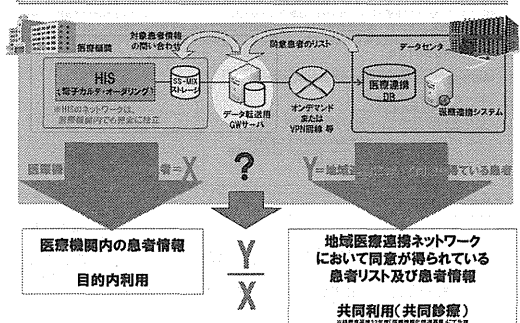 医療機関
対象患者情報
の問い合わせ
同意患者のリスト
データセンタ
HIS
(電子カルテ・オーダリング)
SS-MIX
ストレージ
※HISのネットワークは、
医療機関内でも完全に独立
データ転送用
GWサーバ
オンデマンド
または
VPN回線 等
医療連携
DB
医療連携システム
医療機
者=X
?
Y=地域
得ている患者
医療機関内の患者情報
目的内利用
Y
X
地域医療連携ネットワーク
において同意が得られている
患者リスト及び患者情報
共同利用(共同診療)